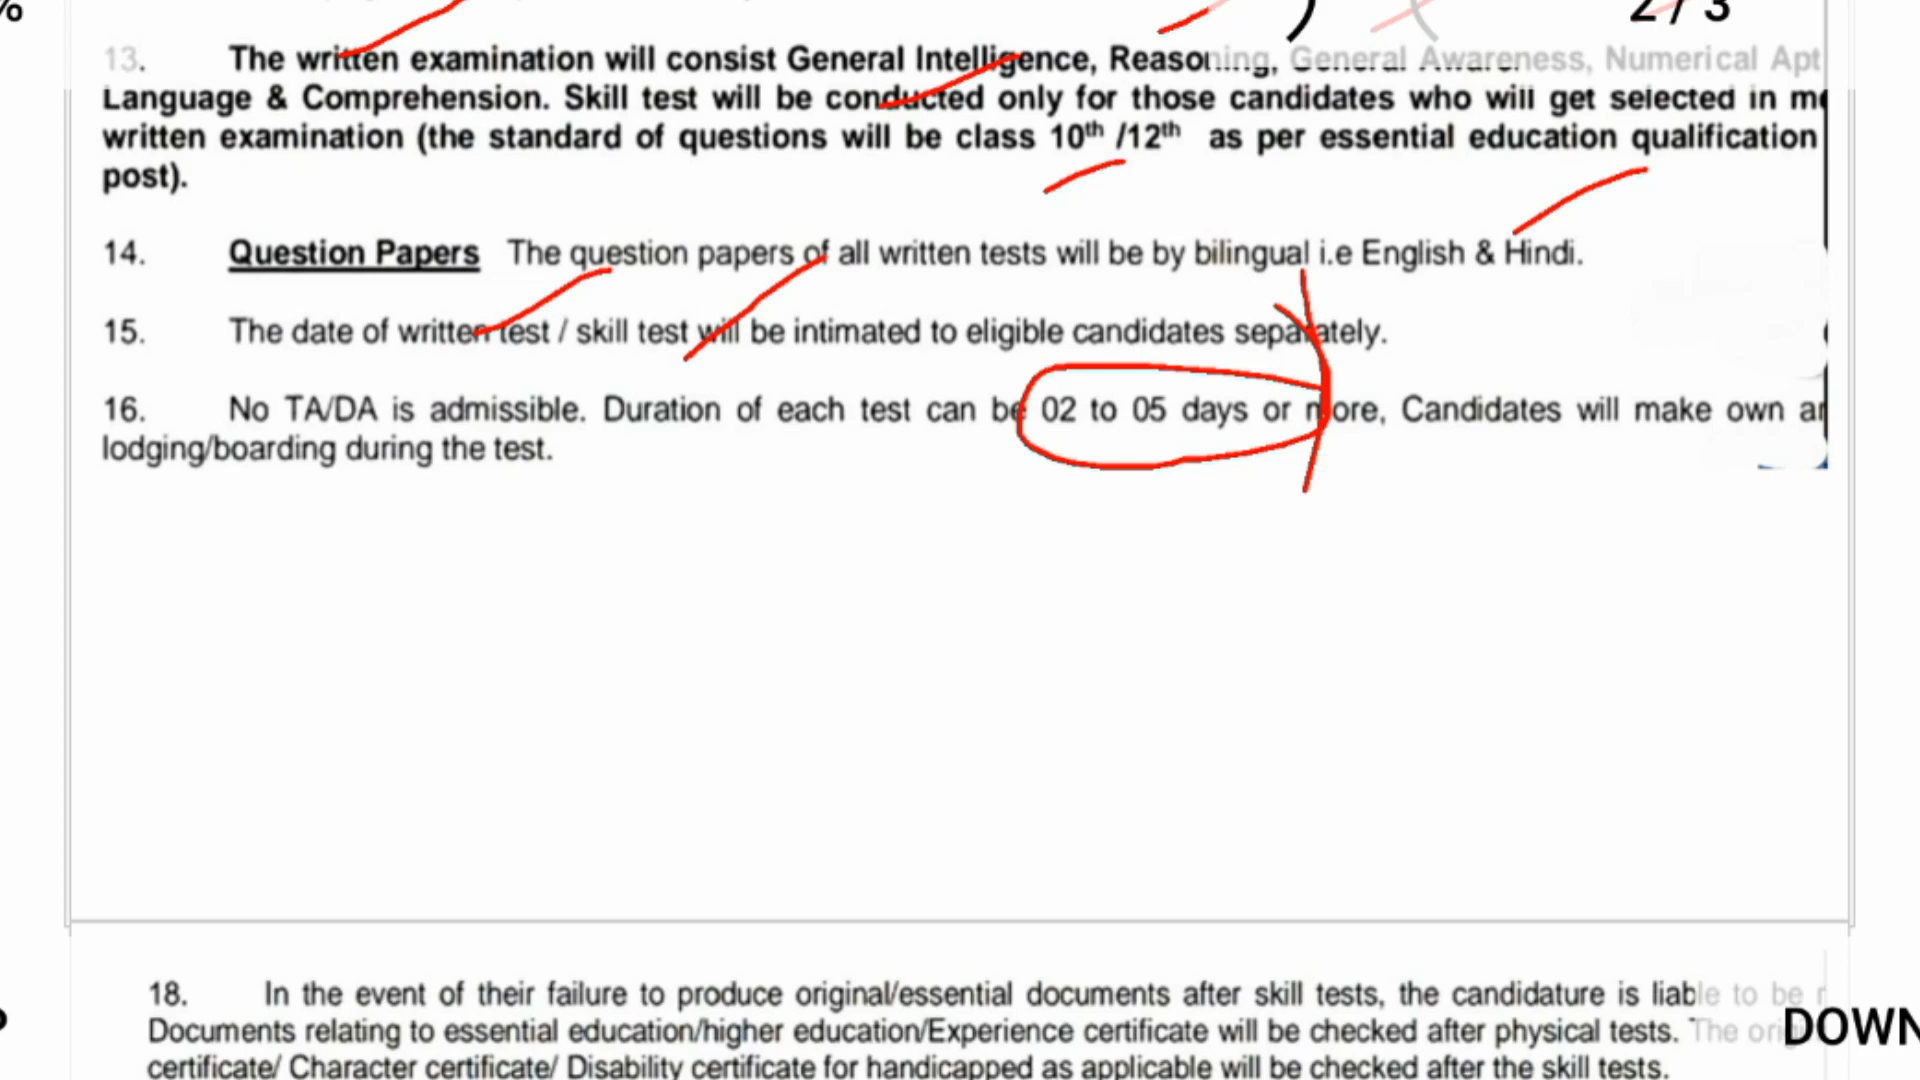 %
2 / 3
13. The written examination will consist General Intelligence, Reasoning, General Awareness, Numerical Apt
Language & Comprehension. Skill test will be conducted only for those candidates who will get selected in
written examination (the standard of questions will be class 10th /12th as per essential education qualification
post).
14. Question Papers The question papers of all written tests will be by bilingual i.e English & Hindi.
15. The date of written test / skill test will be intimated to eligible candidates separately.
16. No TA/DA is admissible. Duration of each test can be 02 to 05 days or more, Candidates will make own
lodging/boarding during the test.
18. In the event of their failure to produce original/essential documents after skill tests, the candidature is liable to be
Documents relating to essential education/higher education/Experience certificate will be checked after physical tests. The
DOWN
certificate/ Character certificate/ Disability certificate for handicapped as applicable will be checked after the skill tests.